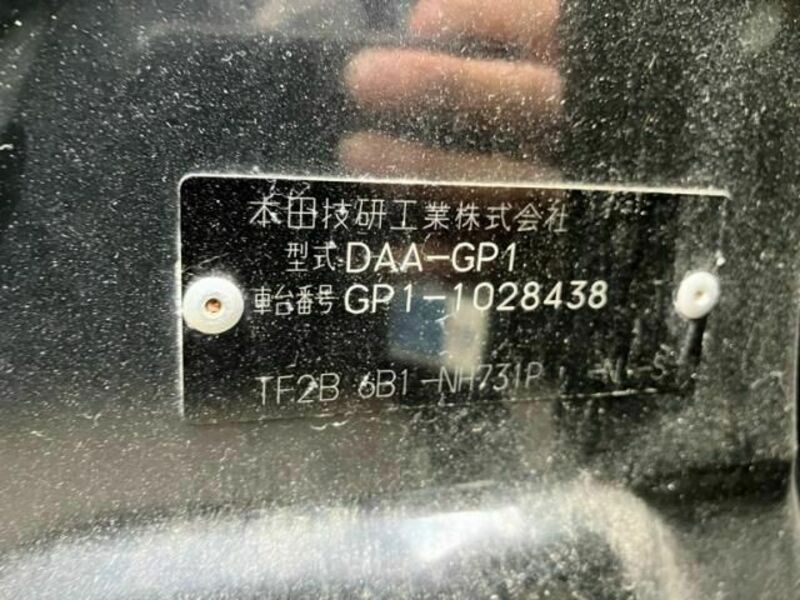 本田技研工業株式会社
型式 DAA-GP1
車台番号 GP1-1028438
TF2B 6B1-NH731P -N -S